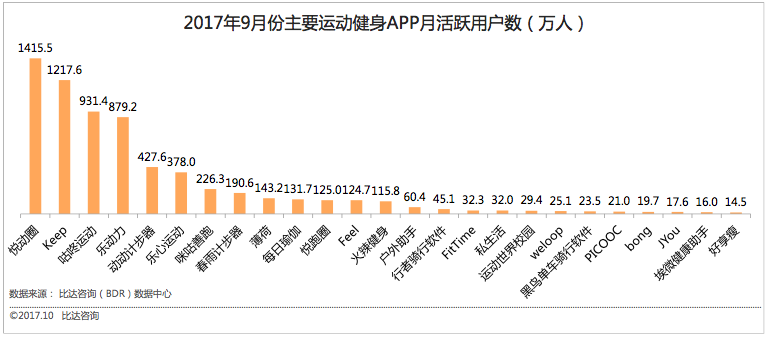 2017年9月份主要运动健身APP月活跃用户数（万人）
1415.5
1217.6
931.4
879.2
427.6
378.0
226.3
190.6
143.2
131.7
125.0
124.7
115.8
60.4
45.1
32.3
32.0
29.4
25.1
23.5
21.0
19.7
17.6
16.0
14.5
悦动圈
Keep
咕咚运动
乐动力
动动计步器
乐心运动
咪咕善跑
春雨计步器
薄荷
每日瑜伽
悦跑圈
Feel
火辣健身
户外助手
行者骑行软件
FitTime
私生活
运动世界校园
weloop
黑鸟单车骑行软件
PICOOC
bong
JYou
埃微健康助手
好享瘦
数据来源： 比达咨询（BDR）数据中心
©2017.10 比达咨询